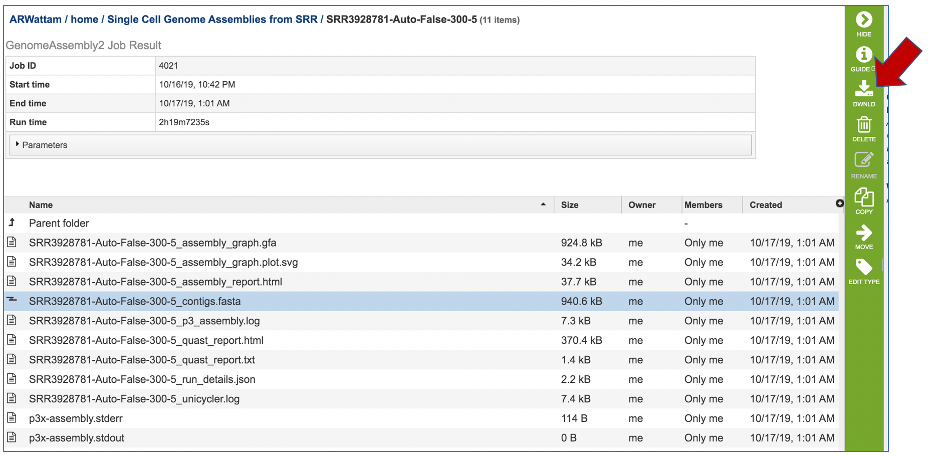 ARWattam / home / Single Cell Genome Assemblies from SRR / SRR3928781-Auto-False-300-5 (11 items)
GenomeAssembly2 Job Result
Job ID 4021
Start time 10/16/19, 10:42 PM
End time 10/17/19, 1:01 AM
Run time 2h19m7235s
Parameters
Name Size Owner Members Created
Parent folder -
SRR3928781-Auto-False-300-5_assembly_graph.gfa 924.8 kB me Only me 10/17/19, 1:01 AM
SRR3928781-Auto-False-300-5_assembly_graph.plot.svg 34.2 kB me Only me 10/17/19, 1:01 AM
SRR3928781-Auto-False-300-5_assembly_report.html 37.7 kB me Only me 10/17/19, 1:01 AM
SRR3928781-Auto-False-300-5_contigs.fasta 940.6 kB me Only me 10/17/19, 1:01 AM
SRR3928781-Auto-False-300-5_p3_assembly.log 7.3 kB me Only me 10/17/19, 1:01 AM
SRR3928781-Auto-False-300-5_quast_report.html 370.4 kB me Only me 10/17/19, 1:01 AM
SRR3928781-Auto-False-300-5_quast_report.txt 1.4 kB me Only me 10/17/19, 1:01 AM
SRR3928781-Auto-False-300-5_run_details.json 2.2 kB me Only me 10/17/19, 1:01 AM
SRR3928781-Auto-False-300-5_unicycler.log 7.4 kB me Only me 10/17/19, 1:01 AM
p3x-assembly.stderr 114 B me Only me 10/17/19, 1:01 AM
p3x-assembly.stdout 0 B me Only me 10/17/19, 1:01 AM
HIDE
GUIDE
DWNLD
DELETE
RENAME
COPY
MOVE
EDIT TYPE